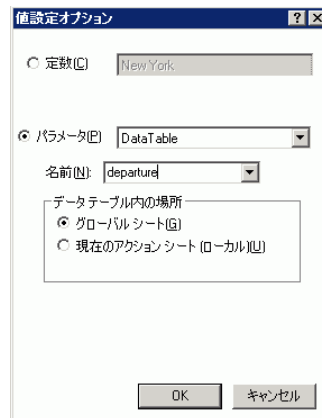 値設定オプション
定数(C) New York
パラメータ(P) DataTable
名前(N): departure
データ テーブル内の場所
グローバル シート(G)
現在のアクション シート (ローカル)(U)
OK キャンセル